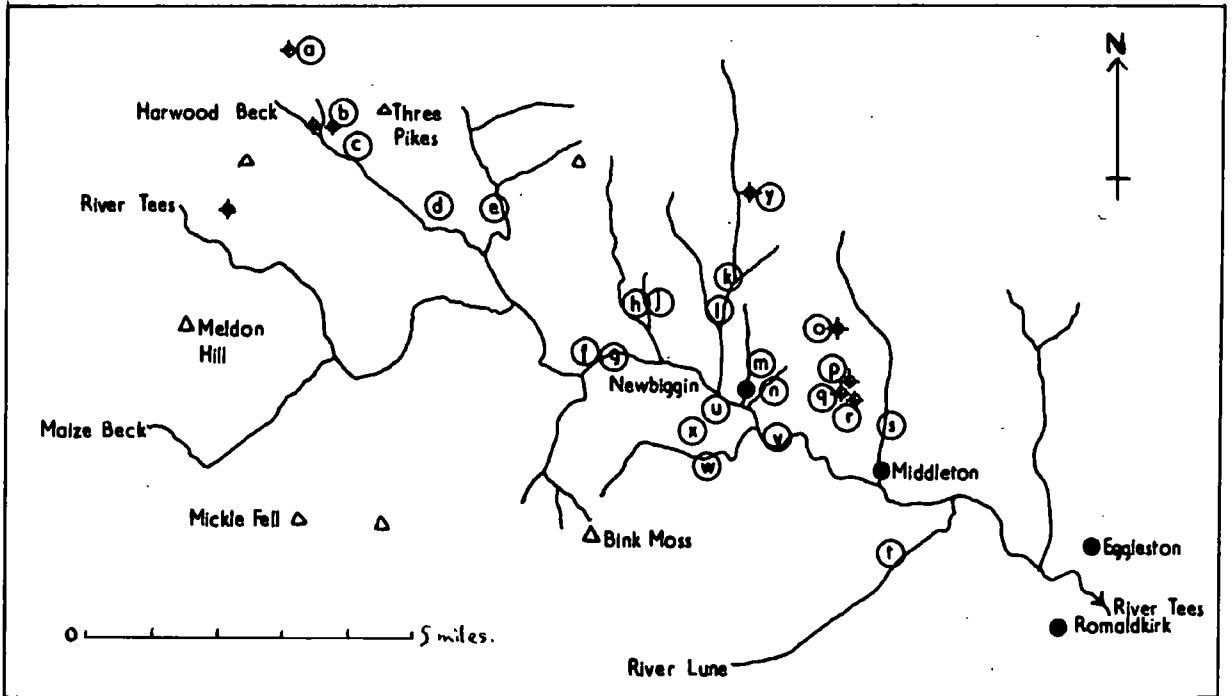 N
a
Harwood Beck
b
Three
Pikes
c
River Tees
d
e
y
Meldon
Hill
k
h
j
l
o
f
g
Newbiggin
m
n
p
q
r
u
x
Maize Beck
v
s
w
Middleton
Mickle Fell
Bink Moss
t
Eggleston
River Tees
Romaldkirk
0
5 miles.
River Lune